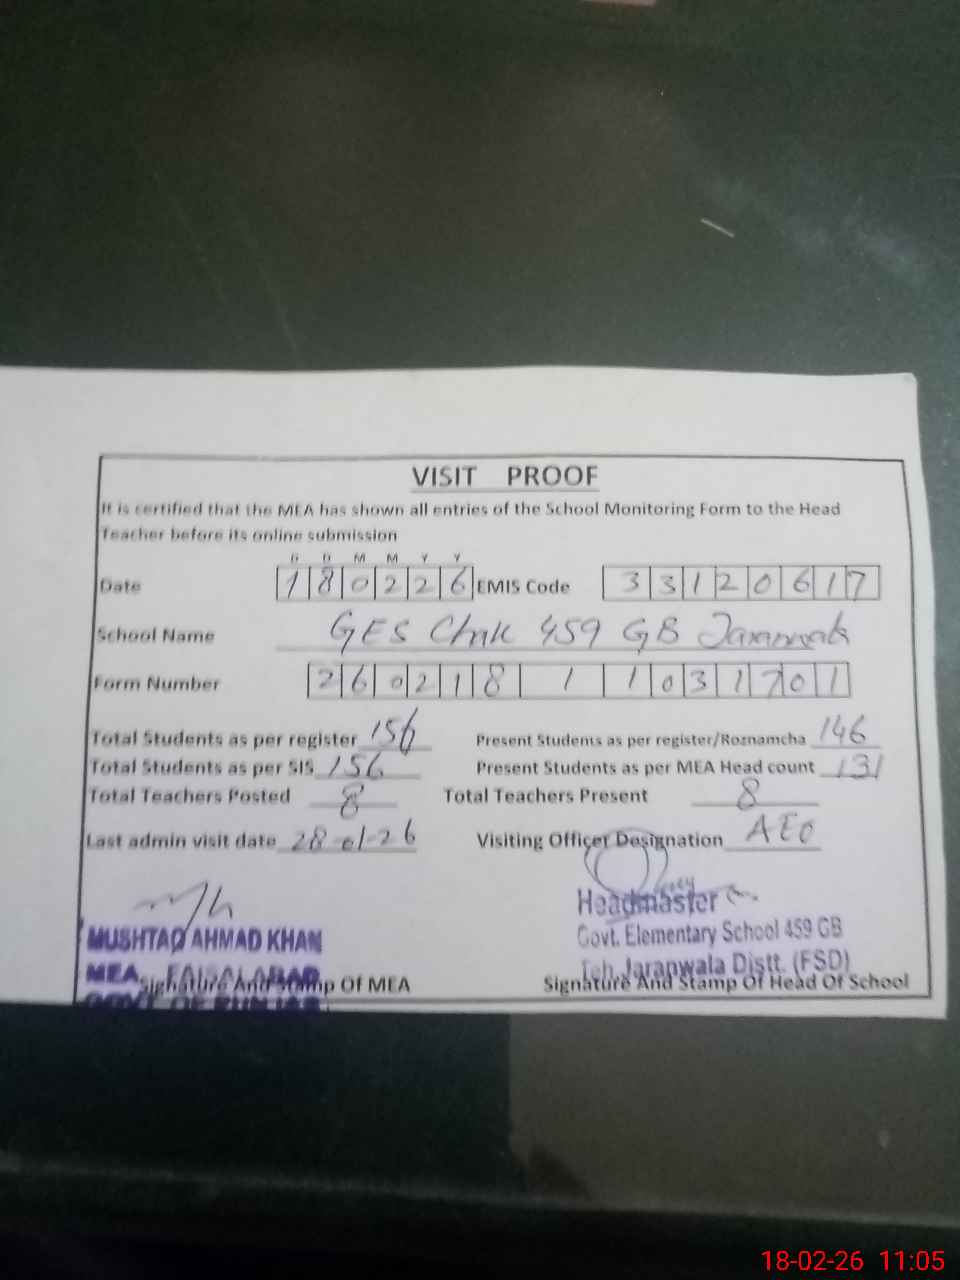 VISIT PROOF
It is certified that the MEA has shown all entries of the School Monitoring Form to the Head
Teacher before its online submission
D D M M Y Y
Date 1 8 0 2 2 6 EMIS Code 3 3 1 2 0 6 1 7
School Name GES Chak 459 GB Jaranwala
Form Number 2 6 0 2 1 8 1 1 0 3 1 7 0 1
Total Students as per register 156 Present Students as per register/Roznamcha 146
Total Students as per SIS 156 Present Students as per MEA Head count 131
Total Teachers Posted 8 Total Teachers Present 8
Last admin visit date 28-01-26 Visiting Officer Designation AEO
Headmaster
MUSHTAQ AHMAD KHAN Govt. Elementary School 459 GB
MEA FAISALABAD Teh. Jaranwala Distt. (FSD)
Signature And Stamp Of MEA Signature And Stamp Of Head Of School
GOVT OF PUNJAB
18-02-26 11:05